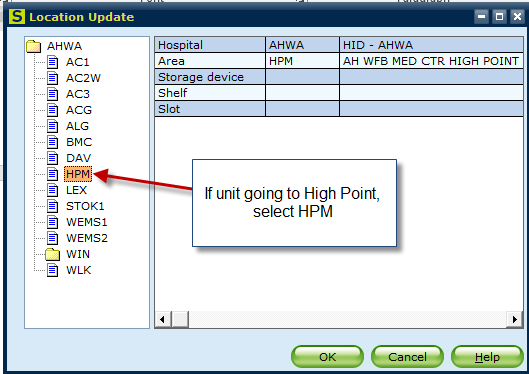 S Location Update
AHWA
AC1
AC2W
AC3
ACG
ALG
BMC
DAV
HPM
LEX
STOK1
WEMS1
WEMS2
WIN
WLK
Hospital AHWA HID - AHWA
Area HPM AH WFB MED CTR HIGH POINT
Storage device
Shelf
Slot
If unit going to High Point,
select HPM
OK Cancel Help